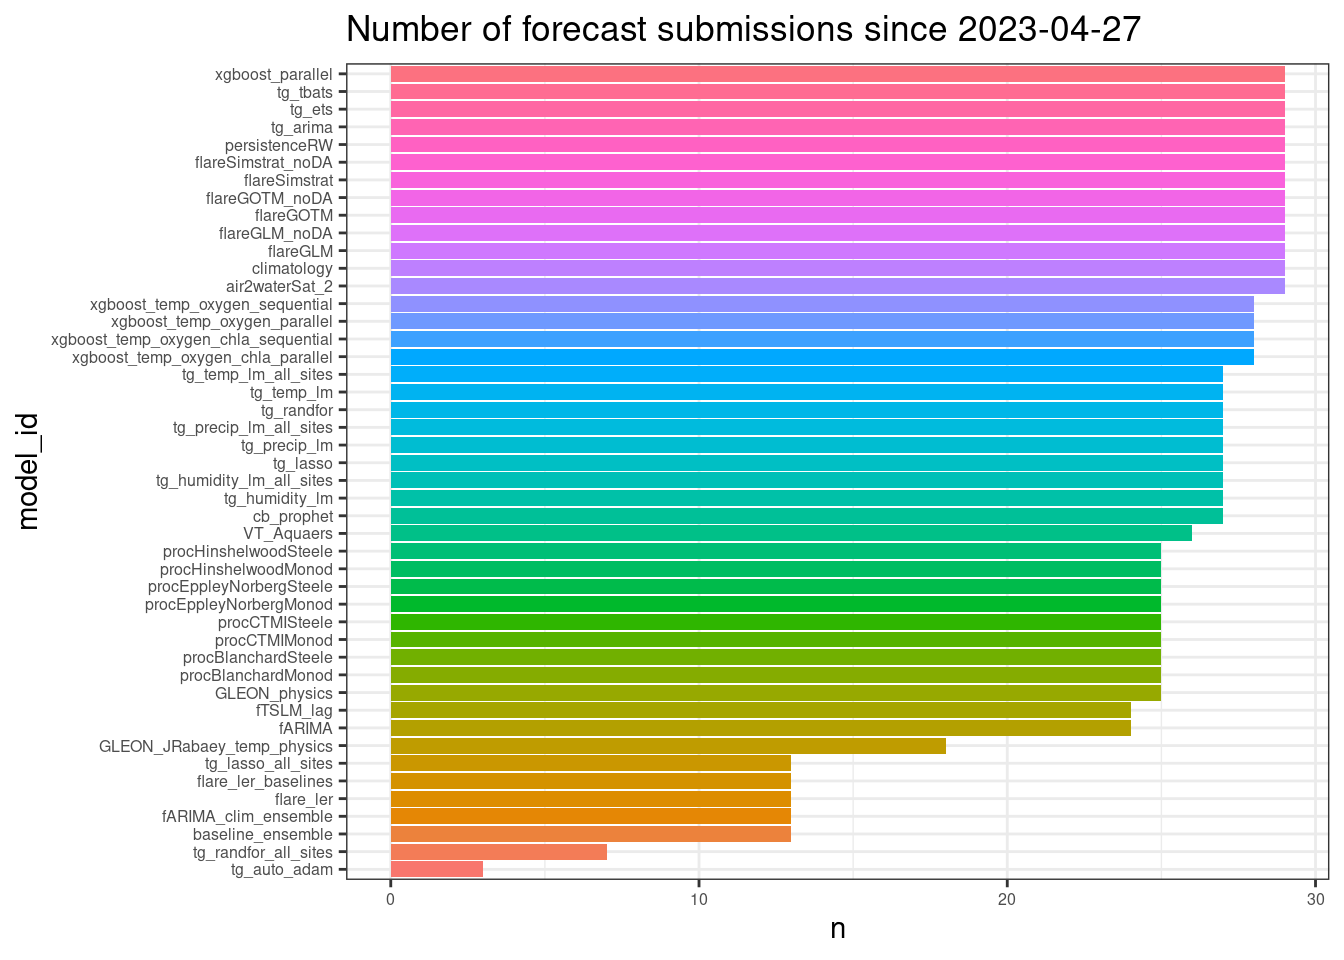 Number of forecast submissions since 2023-04-27
xgboost_parallel
tg_tbats
tg_ets
tg_arima
persistenceRW
flareSimstrat_noDA
flareSimstrat
flareGOTM_noDA
flareGOTM
flareGLM_noDA
flareGLM
climatology
air2waterSat_2
xgboost_temp_oxygen_sequential
xgboost_temp_oxygen_parallel
xgboost_temp_oxygen_chla_sequential
xgboost_temp_oxygen_chla_parallel
tg_temp_lm_all_sites
tg_temp_lm
tg_randfor
tg_precip_lm_all_sites
tg_precip_lm
tg_lasso
tg_humidity_lm_all_sites
tg_humidity_lm
cb_prophet
VT_Aquaers
procHinshelwoodSteele
procHinshelwoodMonod
procEppleyNorbergSteele
procEppleyNorbergMonod
procCTMISteele
procCTMIMonod
procBlanchardSteele
procBlanchardMonod
GLEON_physics
fTSLM_lag
fARIMA
GLEON_JRabaey_temp_physics
tg_lasso_all_sites
flare_ler_baselines
flare_ler
fARIMA_clim_ensemble
baseline_ensemble
tg_randfor_all_sites
tg_auto_adam
model_id
0 10 20 30
n